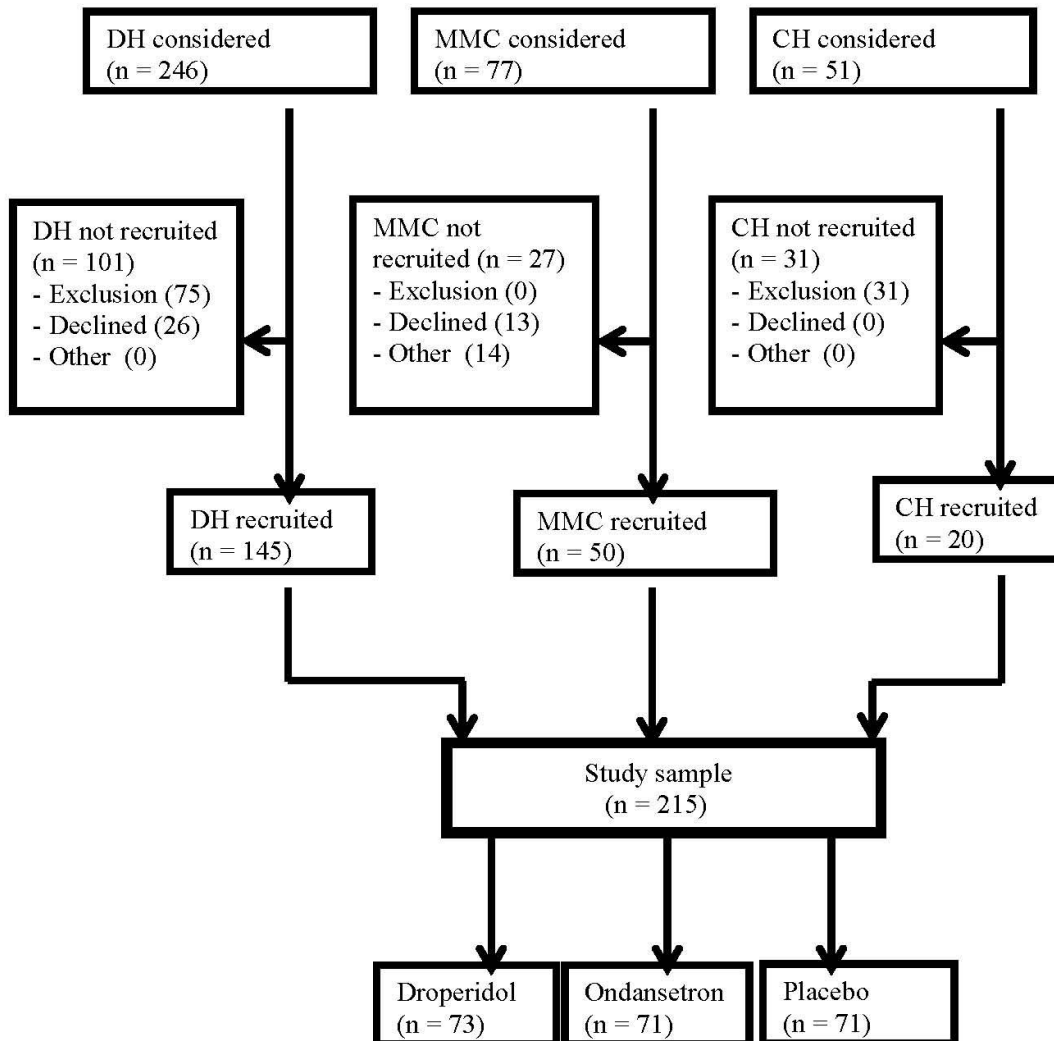 DH considered
(n = 246)
MMC considered
(n = 77)
CH considered
(n = 51)
DH not recruited
(n = 101)
- Exclusion (75)
- Declined (26)
- Other (0)
MMC not
recruited (n = 27)
- Exclusion (0)
- Declined (13)
- Other (14)
CH not recruited
(n = 31)
- Exclusion (31)
- Declined (0)
- Other (0)
DH recruited
(n = 145)
MMC recruited
(n = 50)
CH recruited
(n = 20)
Study sample
(n = 215)
Droperidol
(n = 73)
Ondansetron
(n = 71)
Placebo
(n = 71)